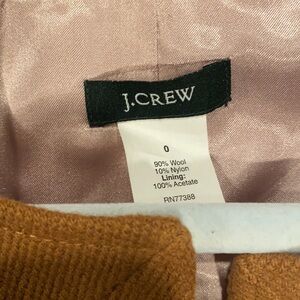 J.CREW
0
90% Wool
10% Nylon
Lining:
100% Acetate
RN77388